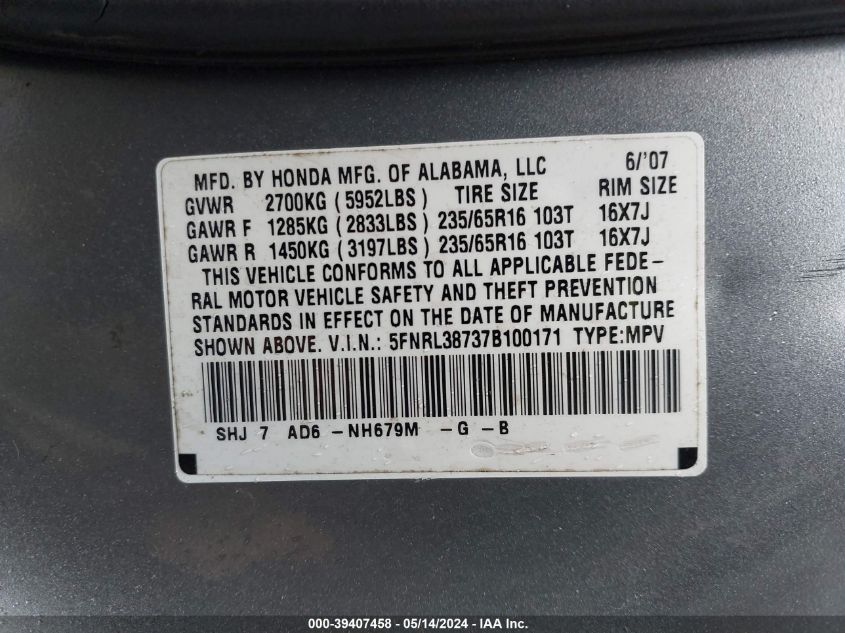 MFD. BY HONDA MFG. OF ALABAMA, LLC 6/'07
GVWR 2700KG ( 5952LBS ) TIRE SIZE RIM SIZE
GAWR F 1285KG ( 2833LBS ) 235/65R16 103T 16X7J
GAWR R 1450KG ( 3197LBS ) 235/65R16 103T 16X7J
THIS VEHICLE CONFORMS TO ALL APPLICABLE FEDE-
RAL MOTOR VEHICLE SAFETY AND THEFT PREVENTION
STANDARDS IN EFFECT ON THE DATE OF MANUFACTURE
SHOWN ABOVE. V.I.N.: 5FNRL38737B100171 TYPE:MPV
SHJ 7 AD6 -NH679M -G -B
000-39407458 - 05/14/2024 - IAA Inc.